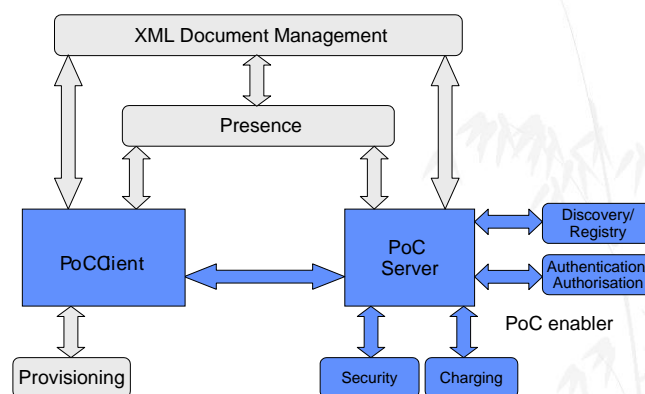 XML Document Management
Presence
PoCClient
PoC
Server
Discovery/
Registry
Authentication
Authorisation
PoC enabler
Provisioning
Security
Charging